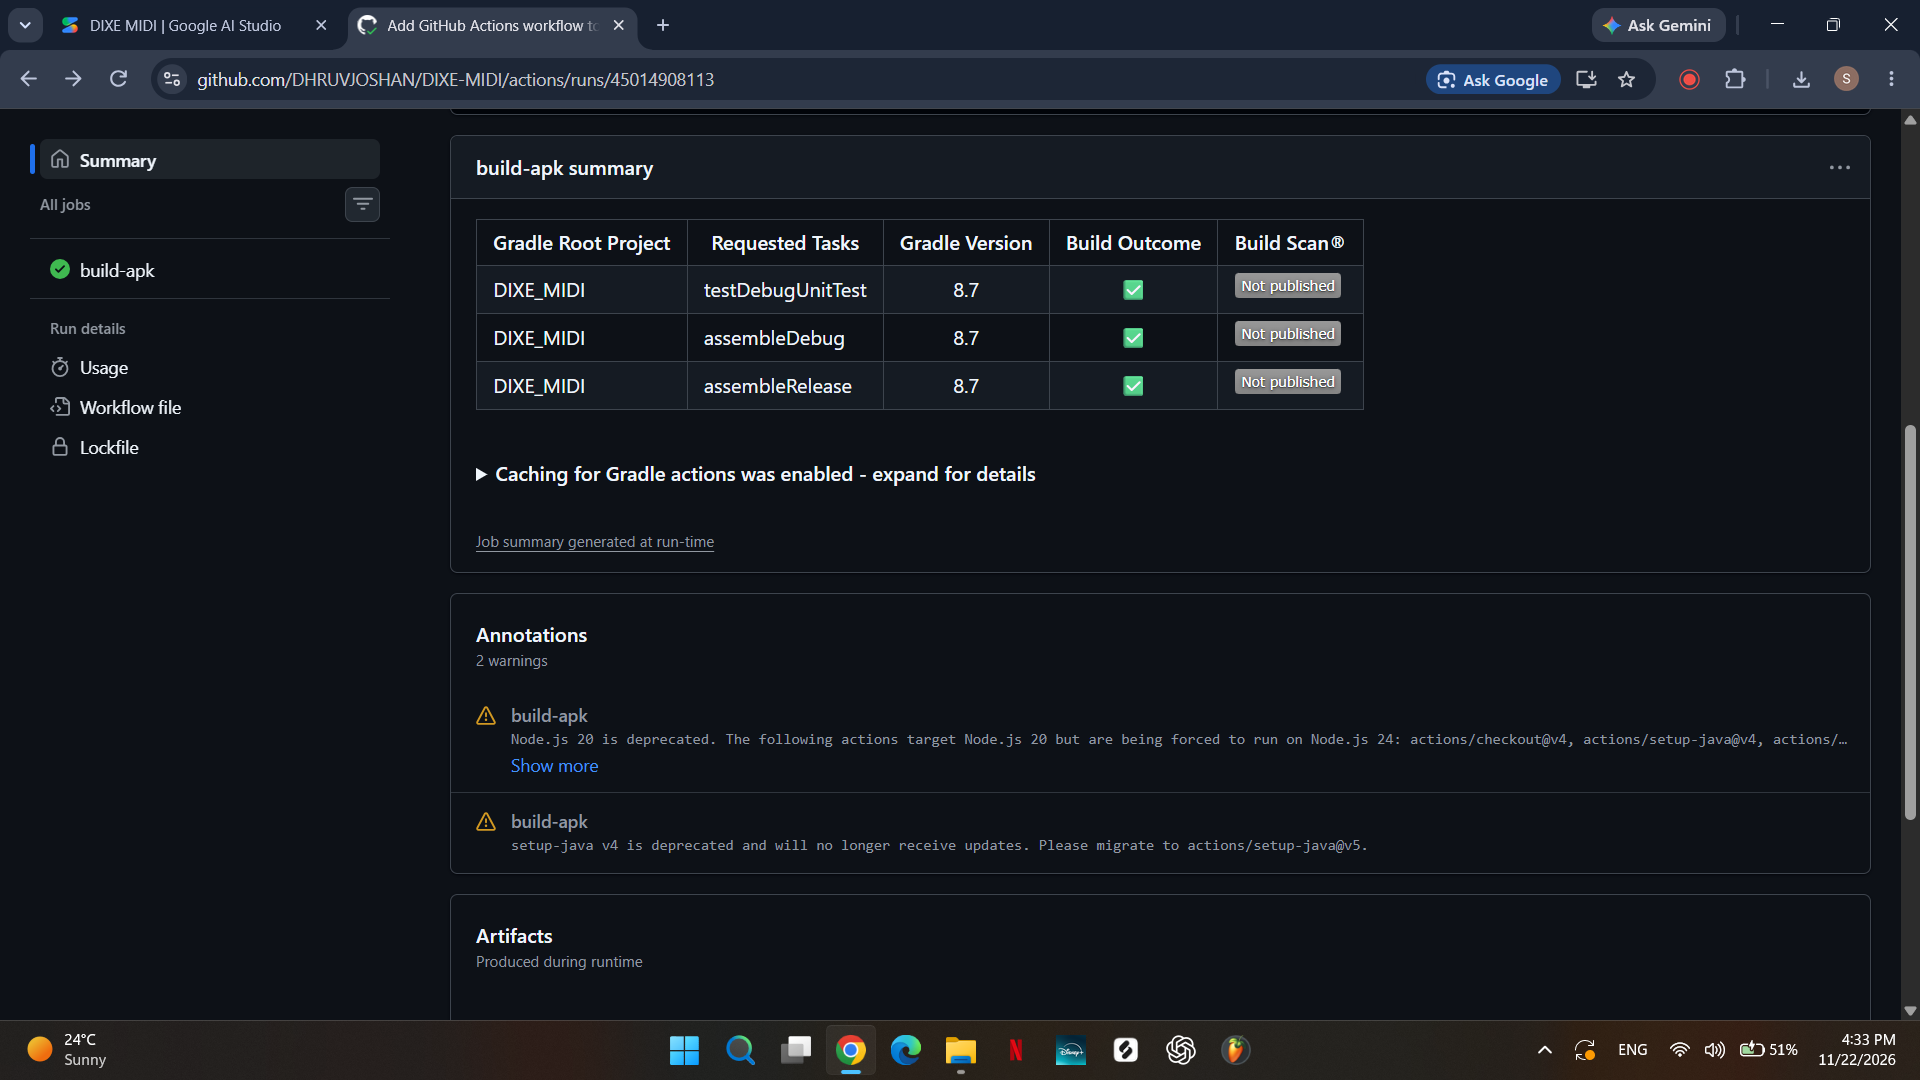 DIXE MIDI | Google AI Studio
Add GitHub Actions workflow to
Ask Gemini
github.com/DHRUVJOSHAN/DIXE-MIDI/actions/runs/45014908113
Ask Google
S
Summary
All jobs
build-apk
Run details
Usage
Workflow file
Lockfile
build-apk summary
Gradle Root Project Requested Tasks Gradle Version Build Outcome Build Scan®
DIXE_MIDI testDebugUnitTest 8.7 Not published
DIXE_MIDI assembleDebug 8.7 Not published
DIXE_MIDI assembleRelease 8.7 Not published
Caching for Gradle actions was enabled - expand for details
Job summary generated at run-time
Annotations
2 warnings
build-apk
Node.js 20 is deprecated. The following actions target Node.js 20 but are being forced to run on Node.js 24: actions/checkout@v4, actions/setup-java@v4, actions/…
Show more
build-apk
setup-java v4 is deprecated and will no longer receive updates. Please migrate to actions/setup-java@v5.
Artifacts
Produced during runtime
24°C
Sunny
N
Disney+
ENG
51%
4:33 PM
11/22/2026